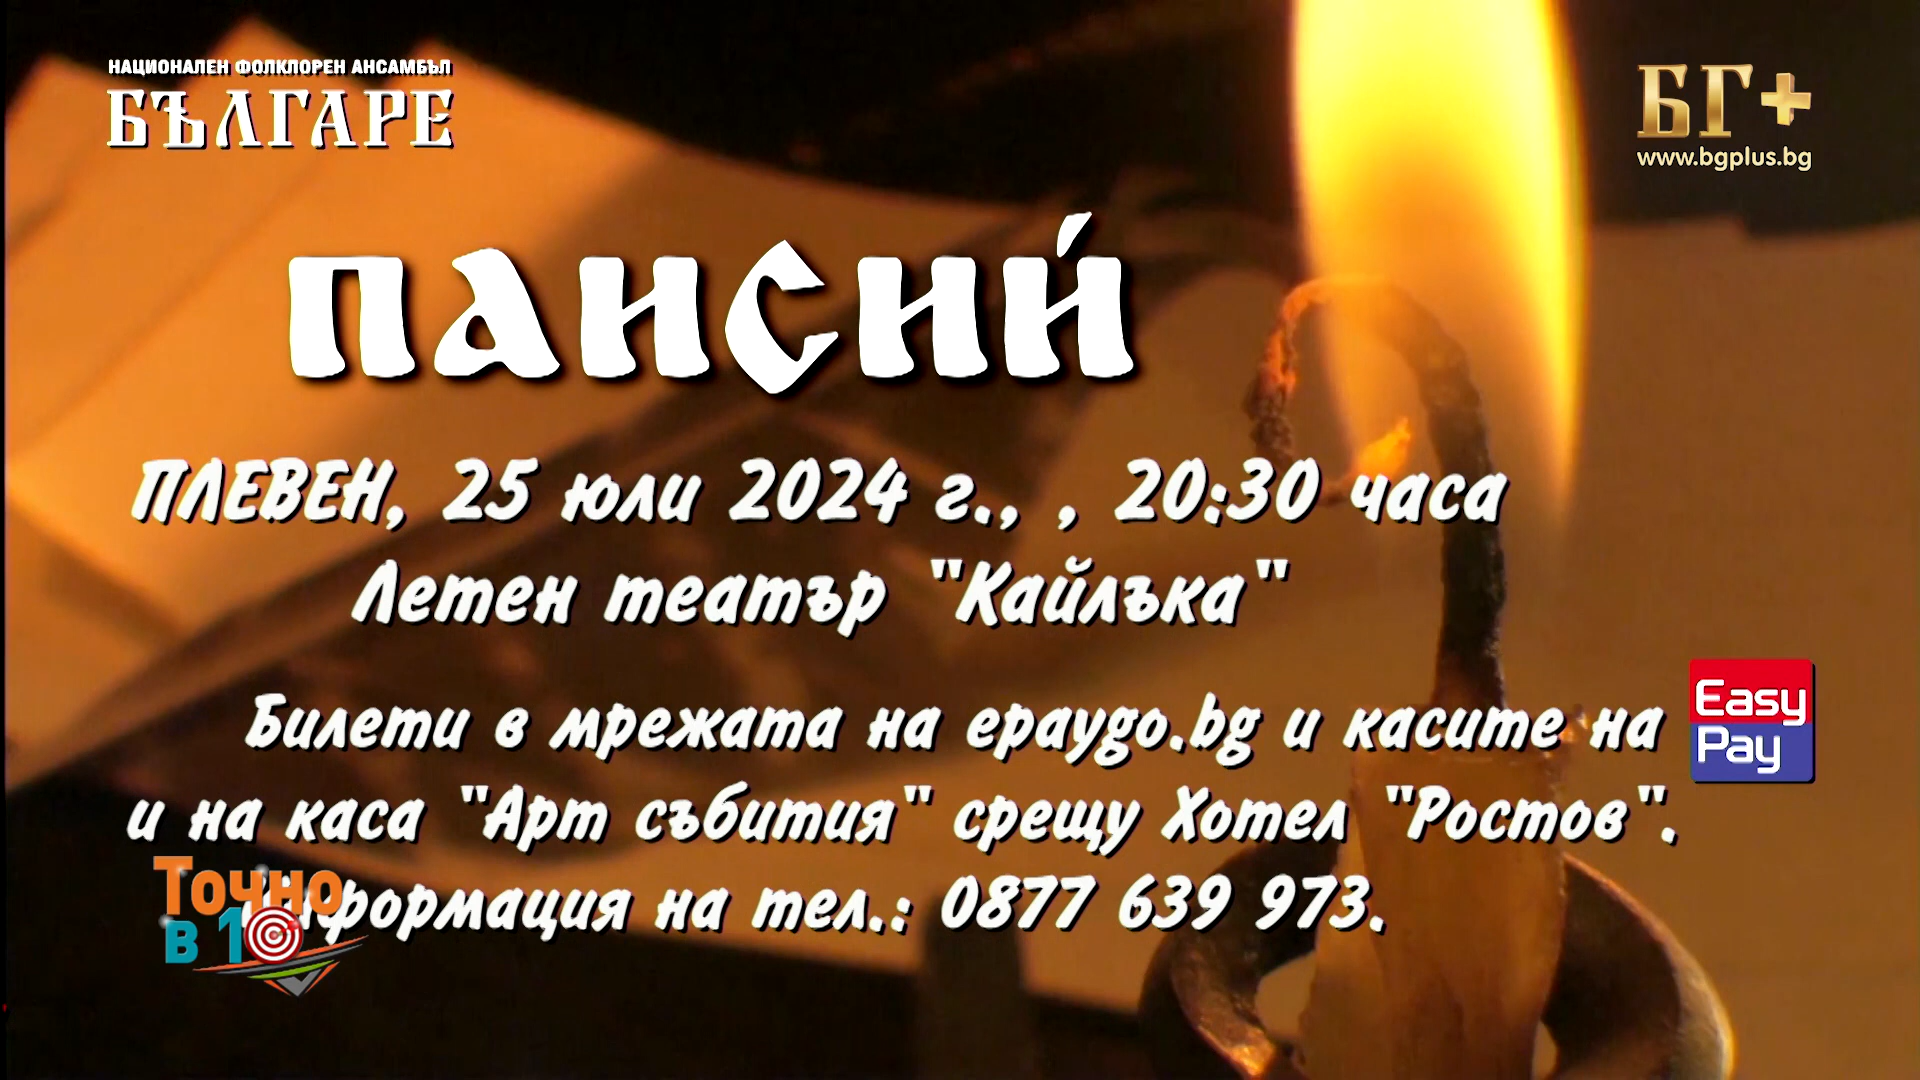 НАЦИОНАЛЕН ФОЛКЛОРЕН АНСАМБЪЛ
БЪЛГАРЕ
БГ+
www.bgplus.bg
ПАИСИЙ
ПЛЕВЕН, 25 юли 2024 г., , 20:30 часа
Летен театър "Кайлъка"
Билети в мрежата на epaygo.bg и касите на
Easy
Pay
и на каса "Арт събития" срещу Хотел "Ростов".
Информация на тел.: 0877 639 973.
Точно
в 10